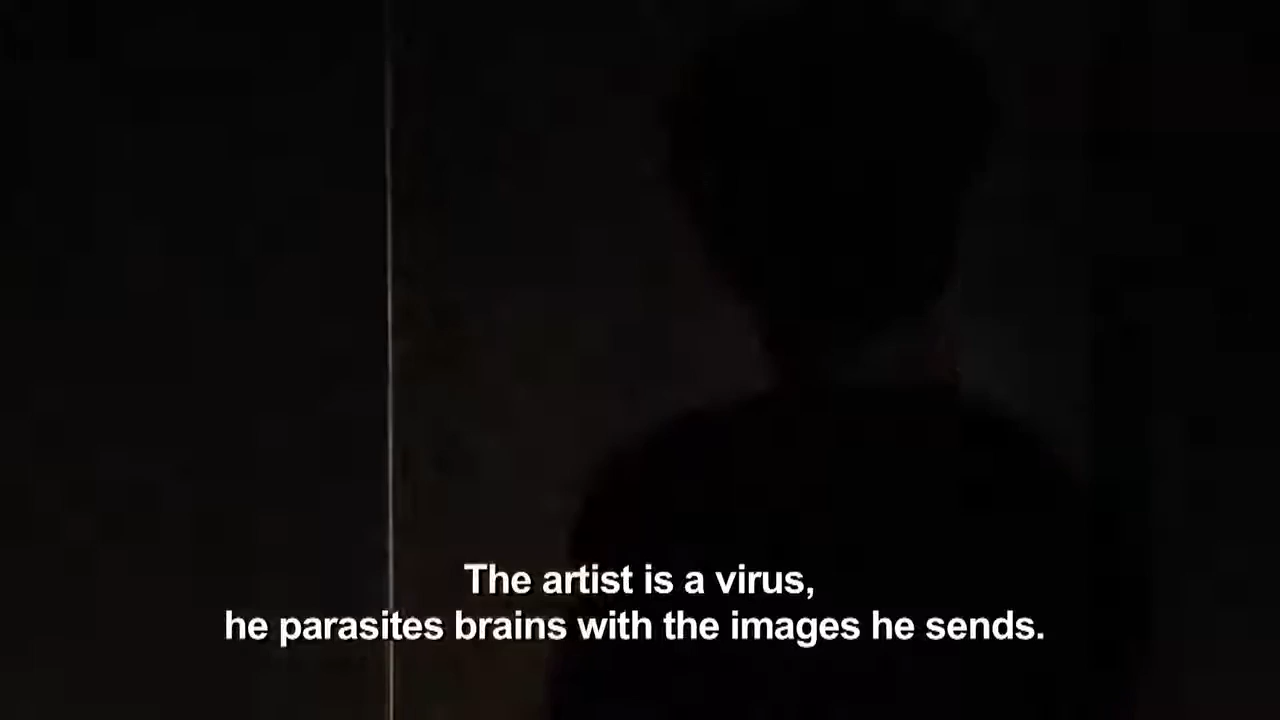 The artist is a virus,
he parasites brains with the images he sends.